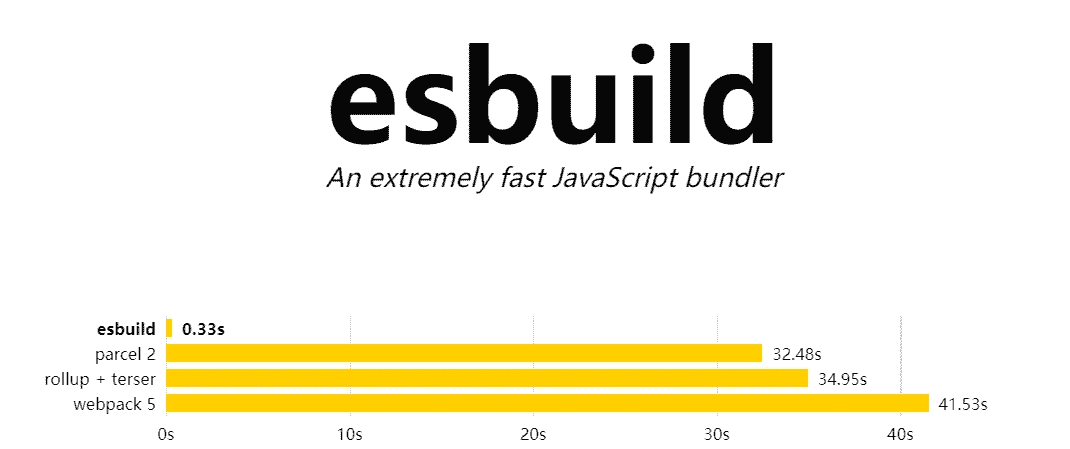 esbuild
An extremely fast JavaScript bundler
esbuild 0.33s
parcel 2 32.48s
rollup + terser 34.95s
webpack 5 41.53s
0s 10s 20s 30s 40s